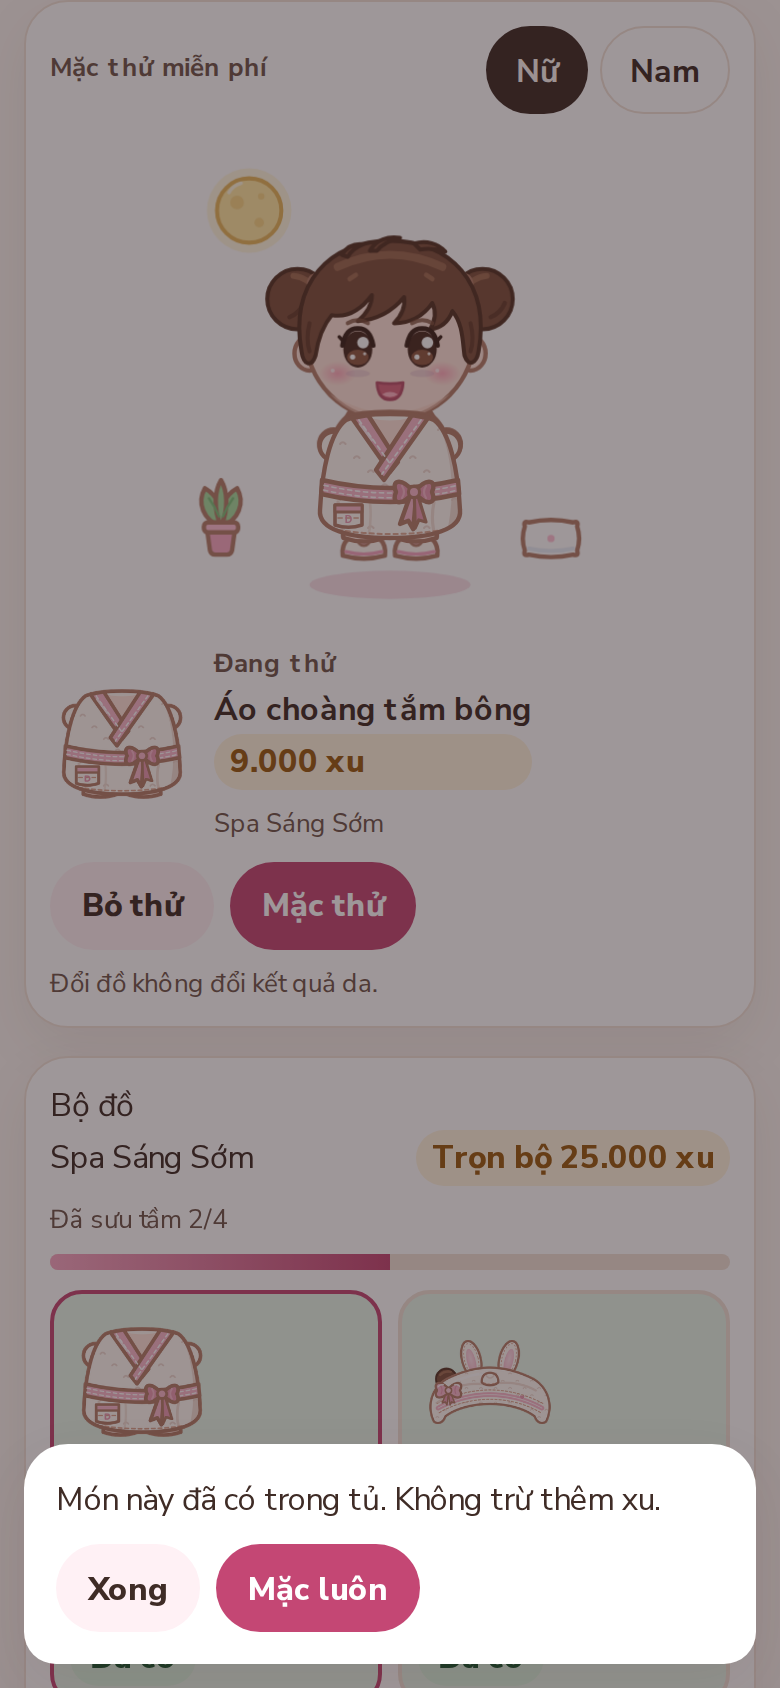 Mặc thử miễn phí
Nữ
Nam
Đang thử
Áo choàng tắm bông
9.000 xu
Spa Sáng Sớm
Bỏ thử
Mặc thử
Đổi đồ không đổi kết quả da.
Bộ đồ
Spa Sáng Sớm
Trọn bộ 25.000 xu
Đã sưu tầm 2/4
Món này đã có trong tủ. Không trừ thêm xu.
Xong
Mặc luôn